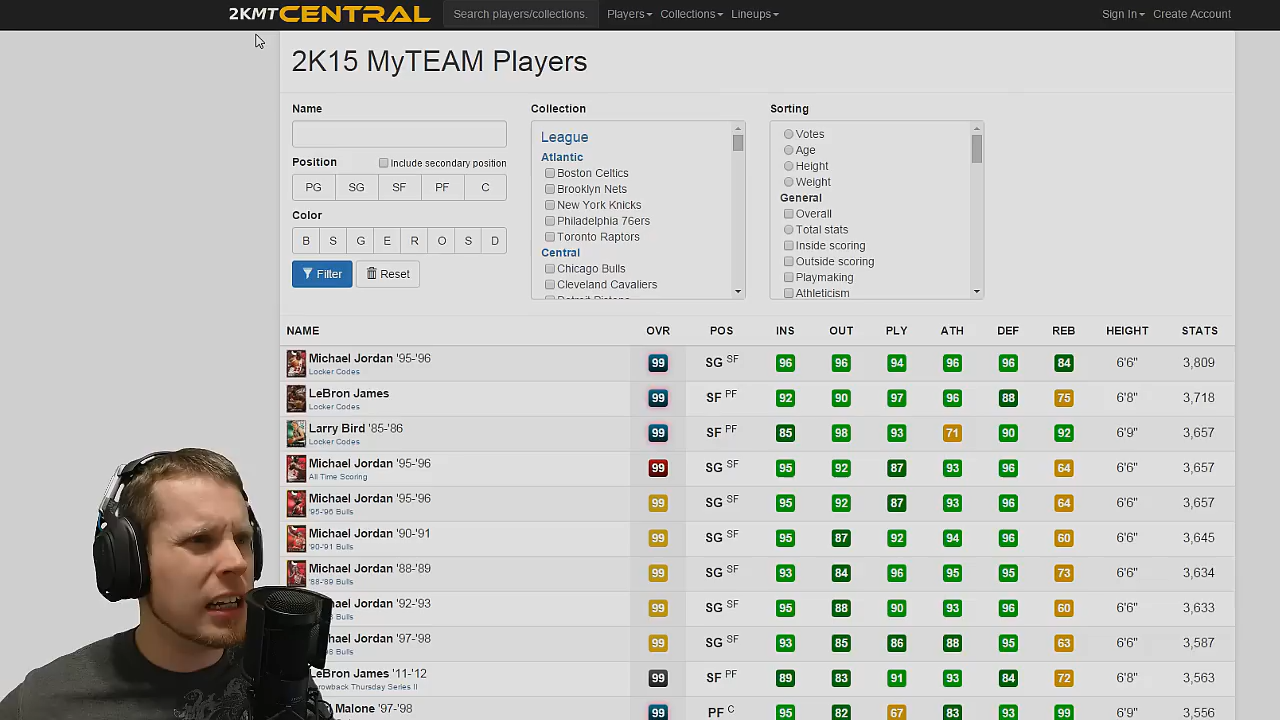 2KMTCENTRAL Search players/collections. Players Collections Lineups Sign In Create Account
2K15 MyTEAM Players
Name Collection Sorting
League
Atlantic
Boston Celtics
Brooklyn Nets
New York Knicks
Philadelphia 76ers
Toronto Raptors
Central
Chicago Bulls
Cleveland Cavaliers
Detroit Pistons
Votes
Age
Height
Weight
General
Overall
Total stats
Inside scoring
Outside scoring
Playmaking
Athleticism
Position Include secondary position
PG SG SF PF C
Color
B S G E R O S D
Filter Reset
NAME OVR POS INS OUT PLY ATH DEF REB HEIGHT STATS
Michael Jordan '95-'96 99 SG SF 96 96 94 96 96 84 6'6" 3,809
Locker Codes
LeBron James 99 SF PF 92 90 97 96 88 75 6'8" 3,718
Locker Codes
Larry Bird '85-'86 99 SF PF 85 98 93 71 90 92 6'9" 3,657
Locker Codes
Michael Jordan '95-'96 99 SG SF 95 92 87 93 96 64 6'6" 3,657
All Time Scoring
Michael Jordan '95-'96 99 SG SF 95 92 87 93 96 64 6'6" 3,657
'95-'96 Bulls
Michael Jordan '90-'91 99 SG SF 95 87 92 94 96 60 6'6" 3,645
'90-'91 Bulls
Michael Jordan '88-'89 99 SG SF 93 84 96 95 95 73 6'6" 3,634
'88-'89 Bulls
Michael Jordan '92-'93 99 SG SF 95 88 90 93 96 60 6'6" 3,633
Bulls
Jordan '97-'98 99 SG SF 93 85 86 88 95 63 6'6" 3,587
Bulls
LeBron James '11-'12 99 SF PF 89 83 91 93 84 72 6'8" 3,563
Throwback Thursday Series II
Malone '97-'98 99 PF C 95 82 67 83 93 99 6'9" 3,556